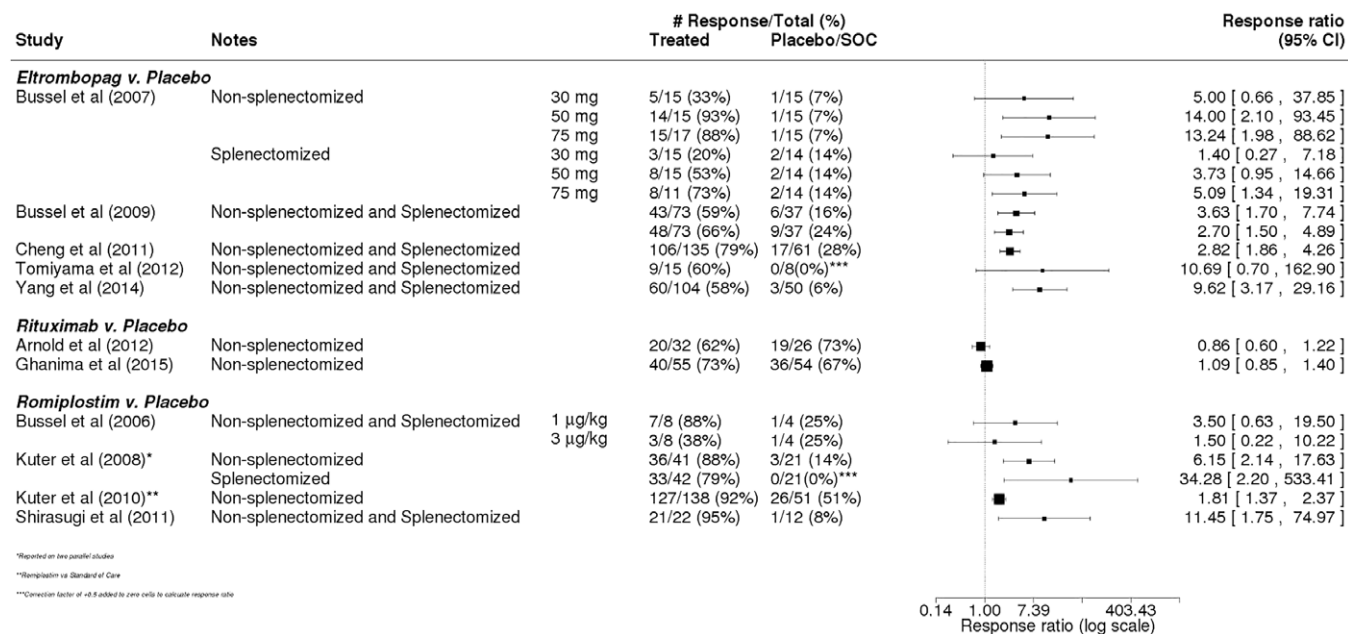 # Response/Total (%) Response ratio
Study Notes Treated Placebo/SOC (95% CI)
Eltrombopag v. Placebo
Bussel et al (2007) Non-splenectomized 30 mg 5/15 (33%) 1/15 (7%) 5.00 [ 0.66 , 37.85 ]
50 mg 14/15 (93%) 1/15 (7%) 14.00 [ 2.10 , 93.45 ]
75 mg 15/17 (88%) 1/15 (7%) 13.24 [ 1.98 , 88.62 ]
Splenectomized 30 mg 3/15 (20%) 2/14 (14%) 1.40 [ 0.27 , 7.18 ]
50 mg 8/15 (53%) 2/14 (14%) 3.73 [ 0.95 , 14.66 ]
75 mg 8/11 (73%) 2/14 (14%) 5.09 [ 1.34 , 19.31 ]
Bussel et al (2009) Non-splenectomized and Splenectomized 43/73 (59%) 6/37 (16%) 3.63 [ 1.70 , 7.74 ]
48/73 (66%) 9/37 (24%) 2.70 [ 1.50 , 4.89 ]
Cheng et al (2011) Non-splenectomized and Splenectomized 106/135 (79%) 17/61 (28%) 2.82 [ 1.86 , 4.26 ]
Tomiyama et al (2012) Non-splenectomized and Splenectomized 9/15 (60%) 0/8(0%)*** 10.69 [ 0.70 , 162.90 ]
Yang et al (2014) Non-splenectomized and Splenectomized 60/104 (58%) 3/50 (6%) 9.62 [ 3.17 , 29.16 ]
Rituximab v. Placebo
Arnold et al (2012) Non-splenectomized 20/32 (62%) 19/26 (73%) 0.86 [ 0.60 , 1.22 ]
Ghanima et al (2015) Non-splenectomized 40/55 (73%) 36/54 (67%) 1.09 [ 0.85 , 1.40 ]
Romiplostim v. Placebo
Bussel et al (2006) Non-splenectomized and Splenectomized 1 μg/kg 7/8 (88%) 1/4 (25%) 3.50 [ 0.63 , 19.50 ]
3 μg/kg 3/8 (38%) 1/4 (25%) 1.50 [ 0.22 , 10.22 ]
Kuter et al (2008)* Non-splenectomized 36/41 (88%) 3/21 (14%) 6.15 [ 2.14 , 17.63 ]
Splenectomized 33/42 (79%) 0/21(0%)*** 34.28 [ 2.20 , 533.41 ]
Kuter et al (2010)** Non-splenectomized 127/138 (92%) 26/51 (51%) 1.81 [ 1.37 , 2.37 ]
Shirasugi et al (2011) Non-splenectomized and Splenectomized 21/22 (95%) 1/12 (8%) 11.45 [ 1.75 , 74.97 ]
*Reported on two parallel studies
**Romiplostim vs Standard of Care
***Correction factor of +0.5 added to zero cells to calcuate response ratio
0.14 1.00 7.39 403.43
Response ratio (log scale)